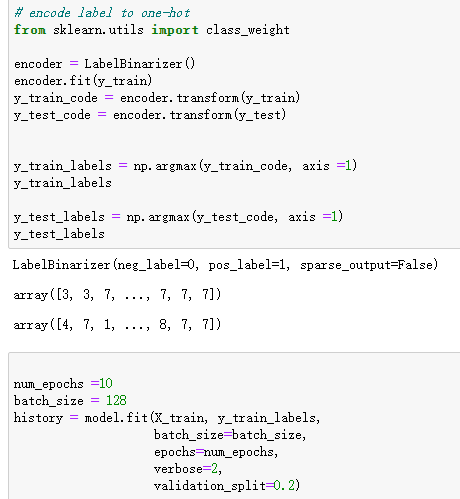 # encode label to one-hot
from sklearn.utils import class_weight
encoder = LabelBinarizer()
encoder.fit(y_train)
y_train_code = encoder.transform(y_train)
y_test_code = encoder.transform(y_test)
y_train_labels = np.argmax(y_train_code, axis =1)
y_train_labels
y_test_labels = np.argmax(y_test_code, axis =1)
y_test_labels
LabelBinarizer(neg_label=0, pos_label=1, sparse_output=False)
array([3, 3, 7, ..., 7, 7, 7])
array([4, 7, 1, ..., 8, 7, 7])
num_epochs =10
batch_size = 128
history = model.fit(X_train, y_train_labels,
batch_size=batch_size,
epochs=num_epochs,
verbose=2,
validation_split=0.2)